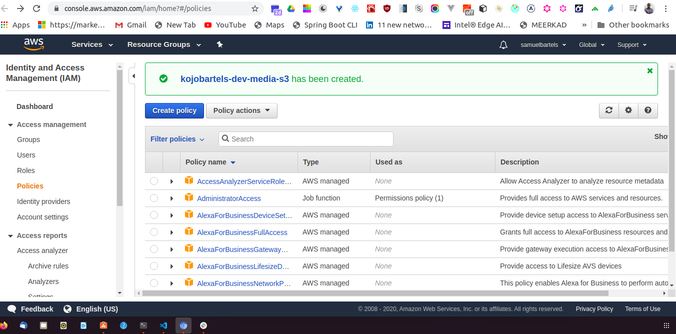 console.aws.amazon.com/iam/home?#/policies
Apps
https://marke...
Gmail
New Tab
YouTube
Maps
Spring Boot CLI
11 new networ...
Intel® Edge AI...
MEERKAD
»
Other bookmarks
aws
Services
Resource Groups
samuelbartels
Global
Support
Identity and Access
Management (IAM)
Dashboard
Access management
Groups
Users
Roles
Policies
Identity providers
Account settings
Access reports
Access analyzer
Archive rules
Analyzers
Settings
kojobartels-dev-media-s3 has been created.
Create policy
Policy actions
Filter policies
Search
Show
Policy name
Type
Used as
Description
AccessAnalyzerServiceRole... AWS managed None Allow Access Analyzer to analyze resource metadata
AdministratorAccess Job function Permissions policy (1) Provides full access to AWS services and resources.
AlexaForBusinessDeviceSet... AWS managed None Provide device setup access to AlexaForBusiness serv
AlexaForBusinessFullAccess AWS managed None Grants full access to AlexaForBusiness resources and
AlexaForBusinessGateway... AWS managed None Provide gateway execution access to AlexaForBusines
AlexaForBusinessLifesizeD... AWS managed None Provide access to Lifesize AVS devices
AlexaForBusinessNetworkP... AWS managed None This policy enables Alexa for Business to perform auto
Feedback
English (US)
© 2008 - 2020, Amazon Web Services, Inc. or its affiliates. All rights reserved.
Privacy Policy
Terms of Use